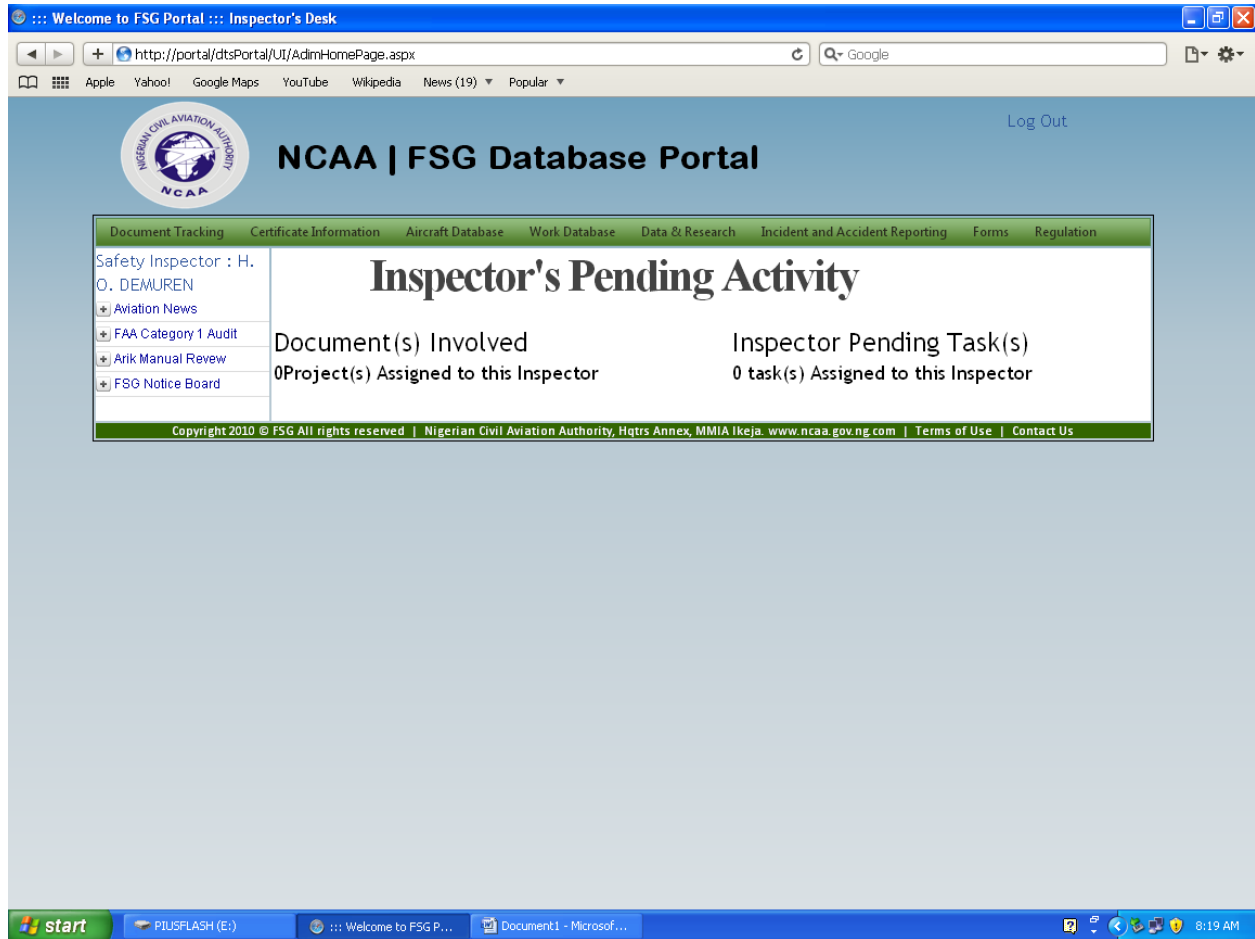 ::: Welcome to FSG Portal ::: Inspector's Desk
http://portal/dtsPortal/UI/AdimHomePage.aspx
Google
Apple Yahoo! Google Maps YouTube Wikipedia News (19) Popular
NIGERIAN CIVIL AVIATION AUTHORITY
NCAA
Log Out
NCAA | FSG Database Portal
Document Tracking Certificate Information Aircraft Database Work Database Data & Research Incident and Accident Reporting Forms Regulation
Safety Inspector : H.
O. DEMUREN
Aviation News
FAA Category 1 Audit
Arik Manual Revew
FSG Notice Board
Inspector's Pending Activity
Document(s) Involved
0Project(s) Assigned to this Inspector
Inspector Pending Task(s)
0 task(s) Assigned to this Inspector
Copyright 2010 © FSG All rights reserved | Nigerian Civil Aviation Authority, Hqtrs Annex, MMIA Ikeja. www.ncaa.gov.ng.com | Terms of Use | Contact Us
start PIUSFLASH (E:) ::: Welcome to FSG P... Document1 - Microsof... 8:19 AM